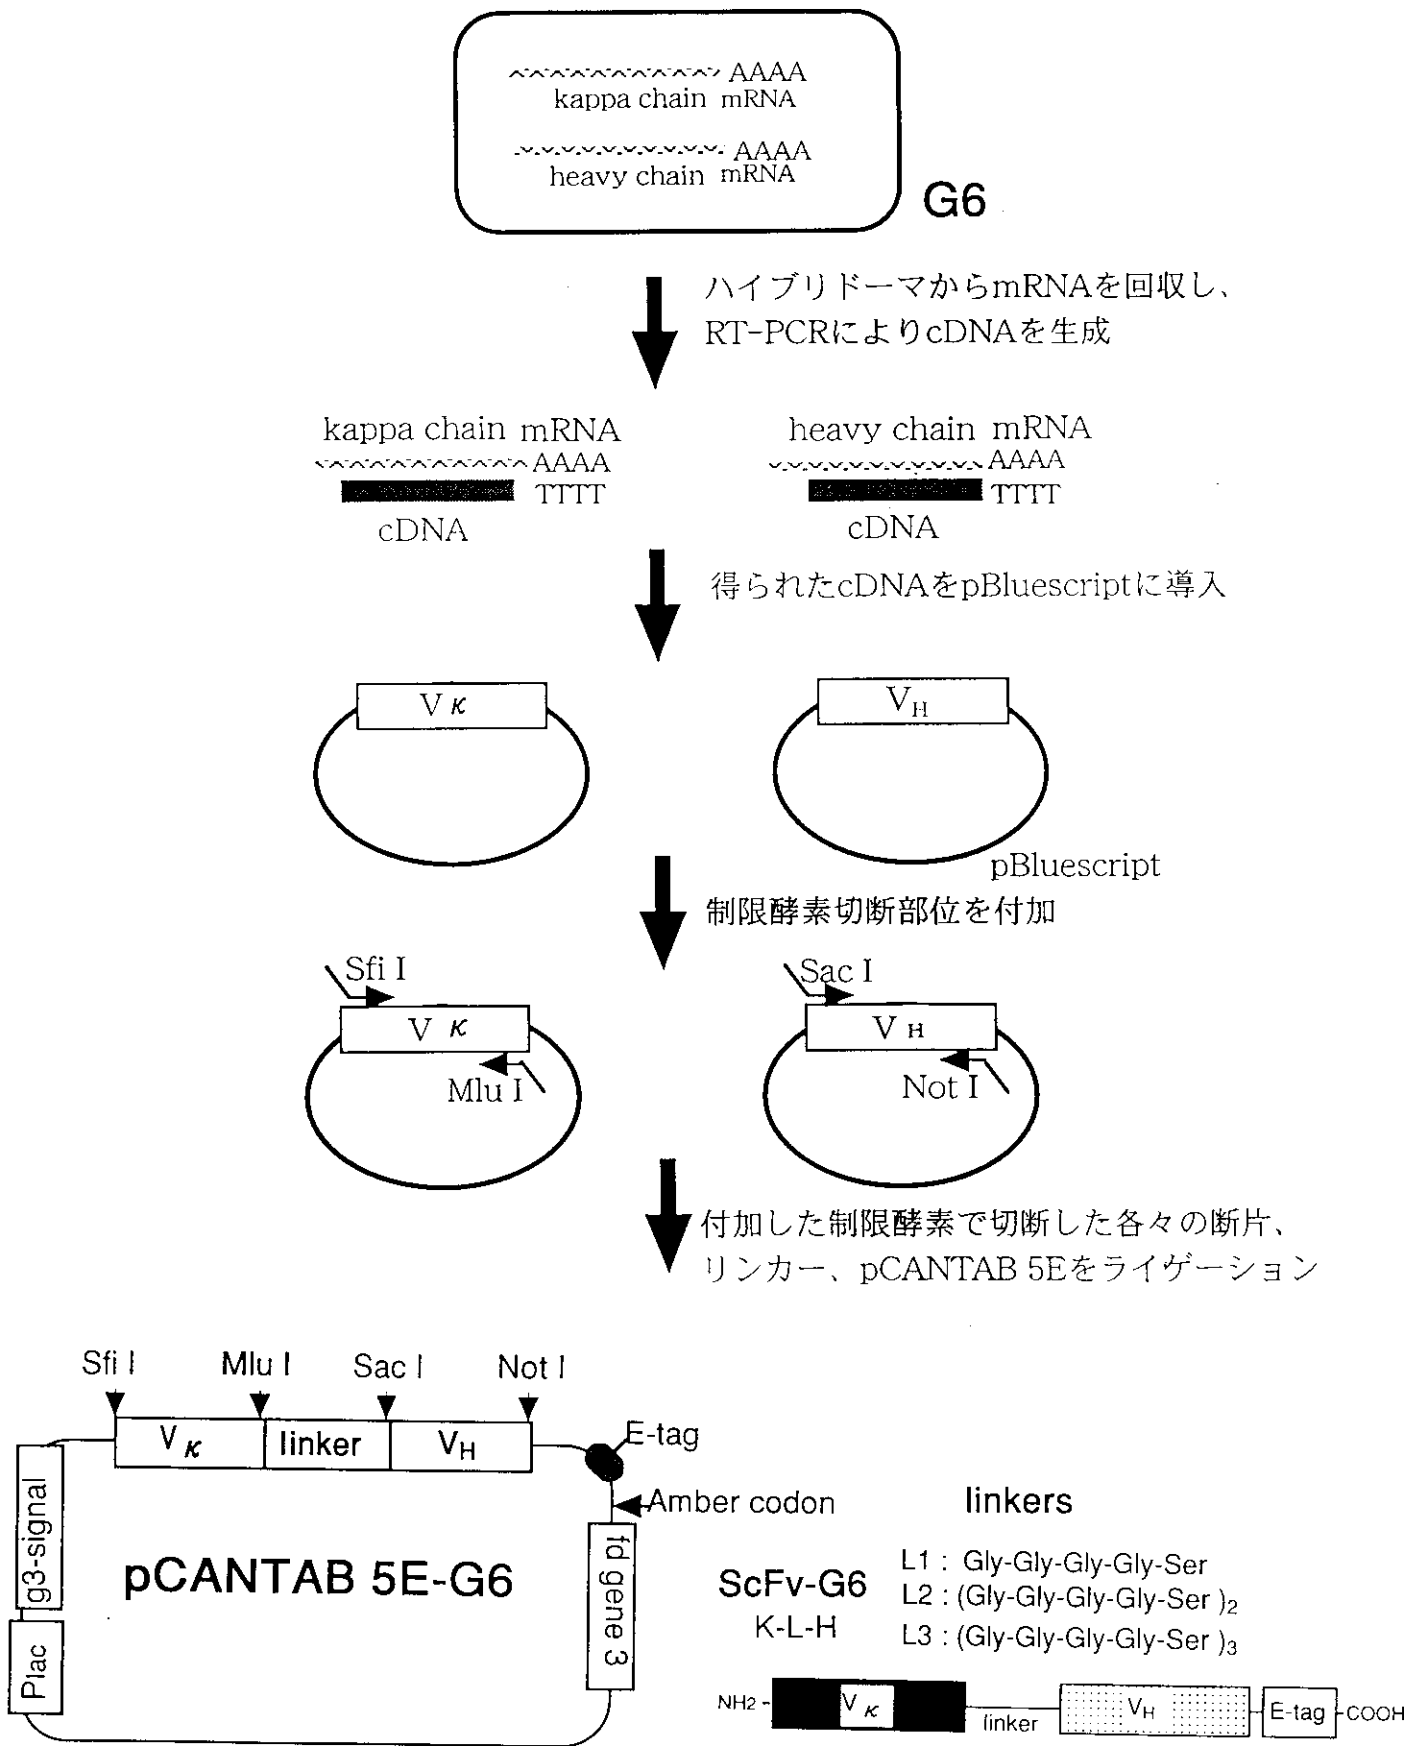 AAAA
kappa chain mRNA
AAAA
heavy chain mRNA
G6
ハイブリドーマからmRNAを回収し、
RT-PCRによりcDNAを生成
kappa chain mRNA
AAAA
TTTT
cDNA
heavy chain mRNA
AAAA
TTTT
cDNA
得られたcDNAをpBluescriptに導入
Vκ
VH
pBluescript
制限酵素切断部位を付加
Sfi I
Vκ
Mlu I
Sac I
VH
Not I
付加した制限酵素で切断した各々の断片、
リンカー、pCANTAB 5Eをライゲーション
Sfi I Mlu I Sac I Not I
Vκ linker VH
E-tag
Amber codon
g3-signal
Plac
pCANTAB 5E-G6
fd gene 3
linkers
ScFv-G6
K-L-H
L1 : Gly-Gly-Gly-Gly-Ser
L2 : (Gly-Gly-Gly-Gly-Ser )2
L3 : (Gly-Gly-Gly-Gly-Ser )3
NH2 - Vκ linker VH E-tag -COOH